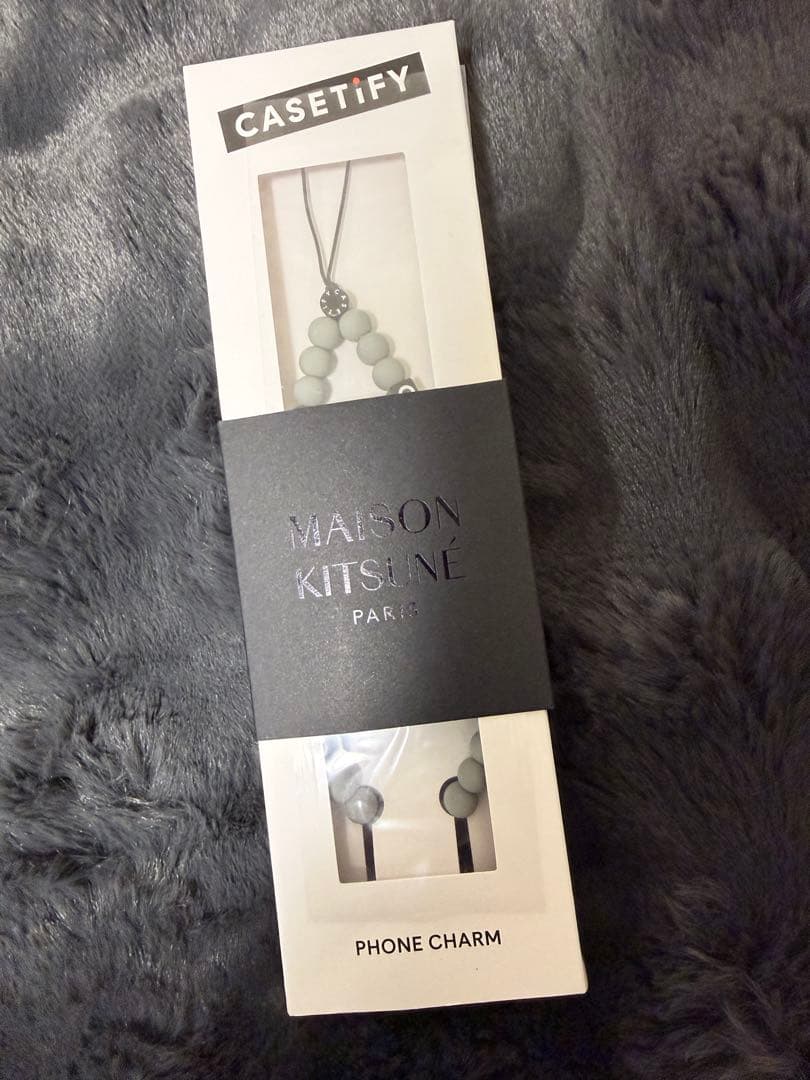 CASETiFY
MAISON
KITSUNÉ
PARIS
PHONE CHARM